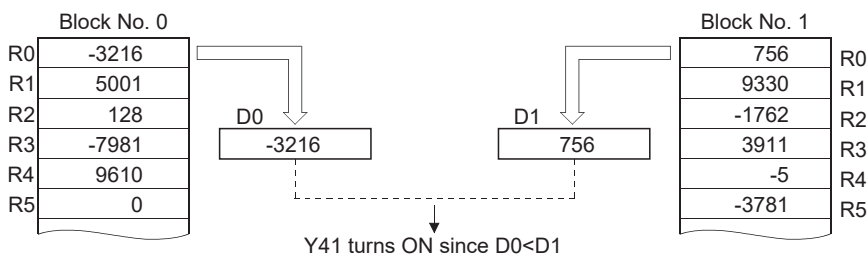 Block No. 0 Block No. 1
R0 -3216 756 R0
R1 5001 9330 R1
R2 128 D0 D1 -1762 R2
R3 -7981 -3216 756 3911 R3
R4 9610 -5 R4
R5 0 -3781 R5
Y41 turns ON since D0<D1